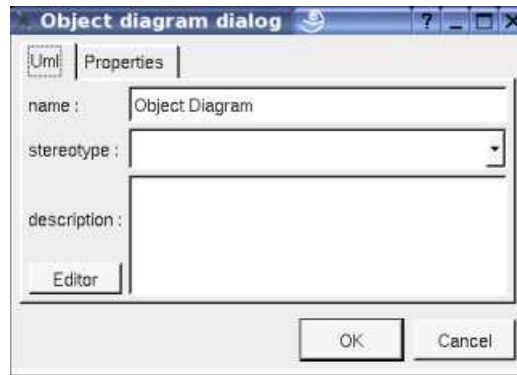 Object diagram dialog
Uml Properties
name : Object Diagram
stereotype :
description :
Editor
OK Cancel